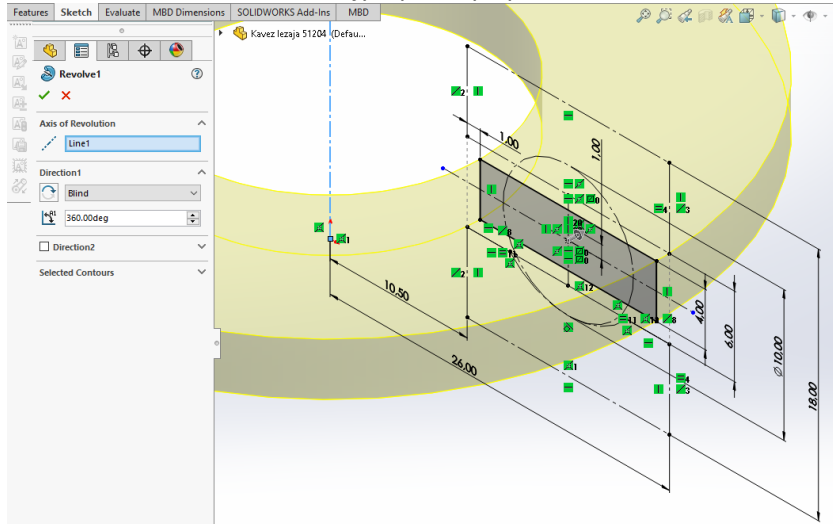 Features Sketch Evaluate MBD Dimensions SOLIDWORKS Add-Ins MBD
Kavez lezaja 51204 (Defau...
Revolve1
Axis of Revolution
Line1
Direction1
Blind
360.00deg
Direction2
Selected Contours
1.00
1.00
10.50
26.00
4.00
6.00
Ø 10.00
18.00